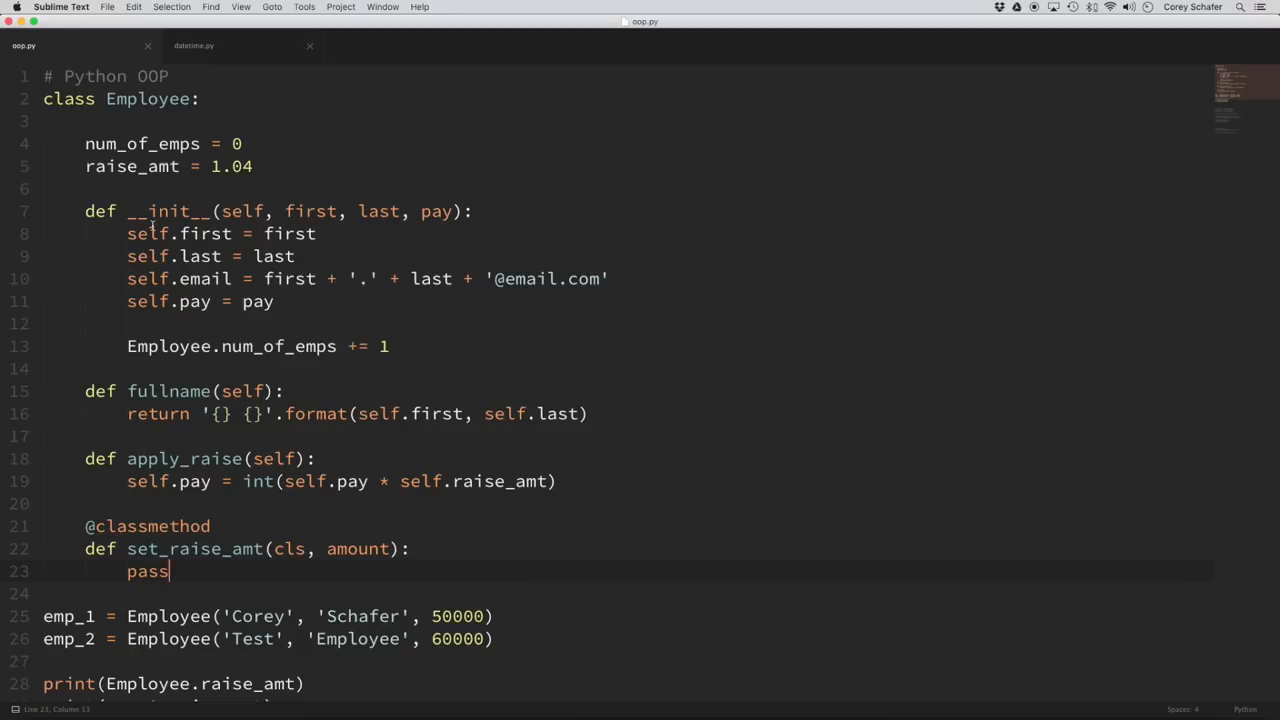 Sublime Text File Edit Selection Find View Goto Tools Project Window Help Corey Schafer
oop.py
oop.py datetime.py
1 # Python OOP
2 class Employee:
3
4 num_of_emps = 0
5 raise_amt = 1.04
6
7 def __init__(self, first, last, pay):
8 self.first = first
9 self.last = last
10 self.email = first + '.' + last + '@email.com'
11 self.pay = pay
12
13 Employee.num_of_emps += 1
14
15 def fullname(self):
16 return '{} {}'.format(self.first, self.last)
17
18 def apply_raise(self):
19 self.pay = int(self.pay * self.raise_amt)
20
21 @classmethod
22 def set_raise_amt(cls, amount):
23 pass
24
25 emp_1 = Employee('Corey', 'Schafer', 50000)
26 emp_2 = Employee('Test', 'Employee', 60000)
27
28 print(Employee.raise_amt)
Line 23, Column 13 Spaces: 4 Python